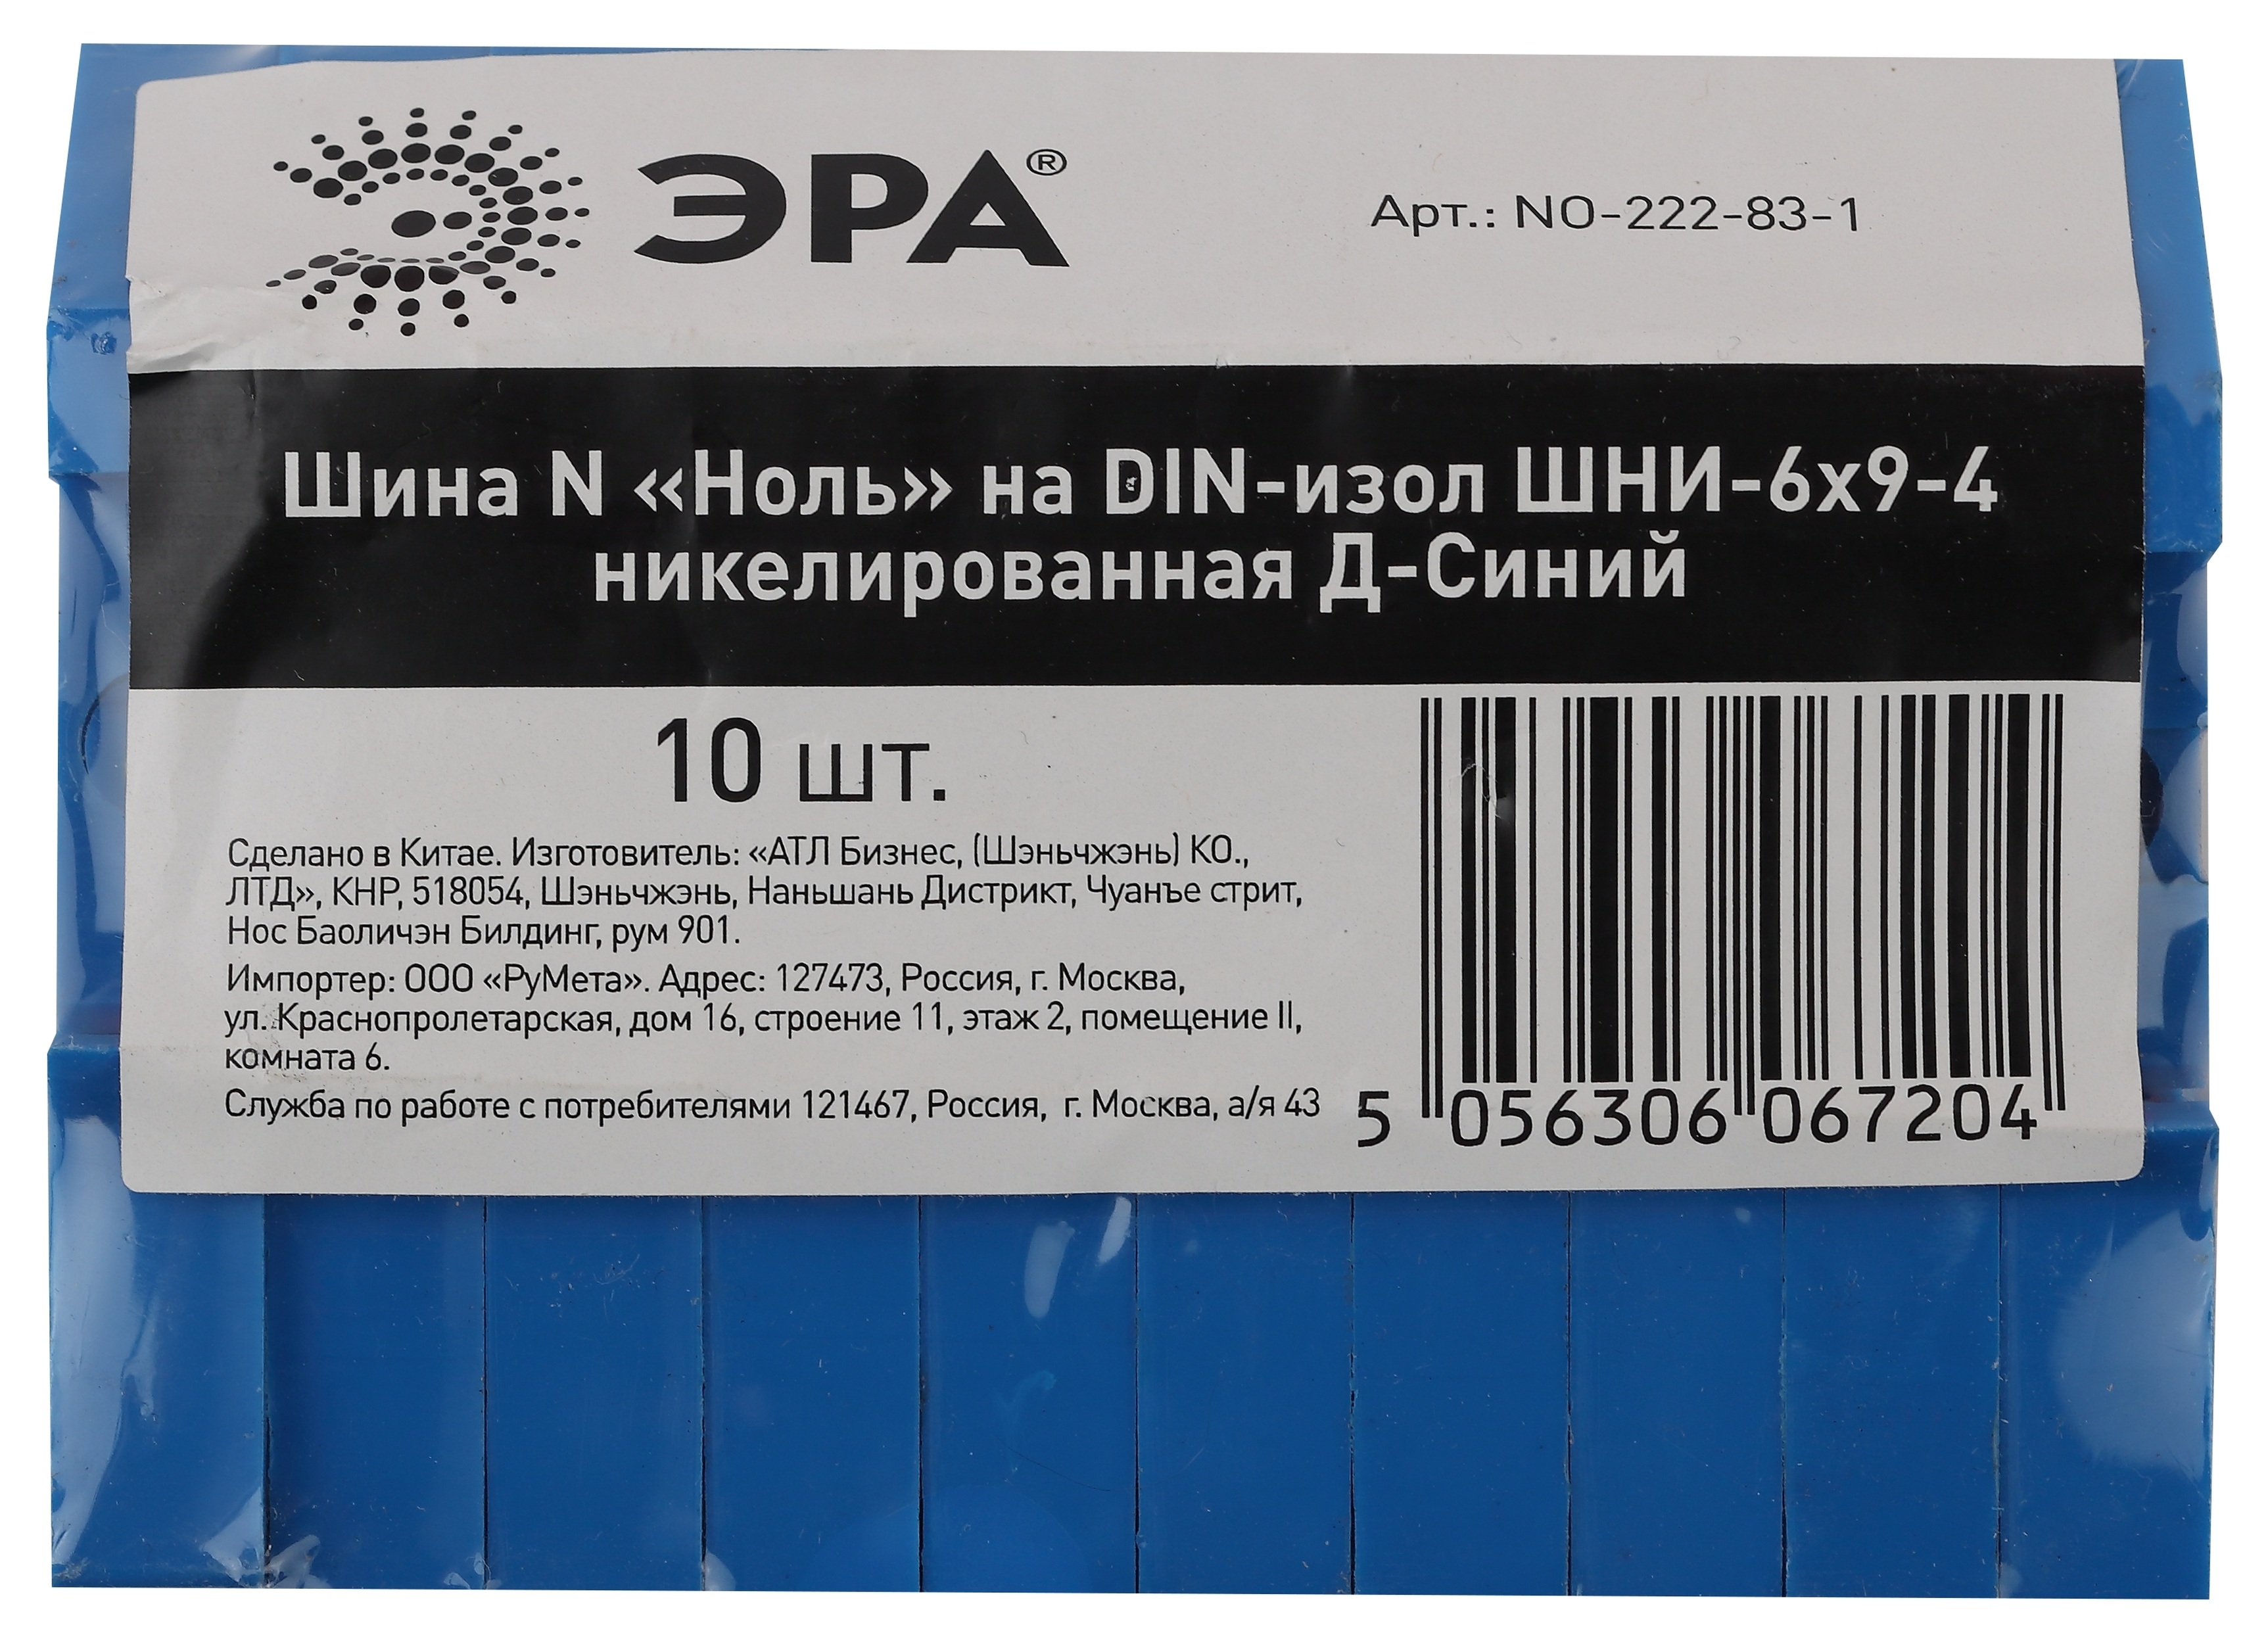 ЭРА®
Арт.: NO-222-83-1
Шина N «Ноль» на DIN-изол ШНИ-6х9-4
никелированная Д-Синий
10 шт.
Сделано в Китае. Изготовитель: «АТЛ Бизнес, (Шэньчжэнь) КО.,
ЛТД», КНР, 518054, Шэньчжэнь, Наньшань Дистрикт, Чуанъе стрит,
Нос Баоличэн Билдинг, рум 901.
Импортер: ООО «РуМета». Адрес: 127473, Россия, г. Москва,
ул. Краснопролетарская, дом 16, строение 11, этаж 2, помещение II,
комната 6.
Служба по работе с потребителями 121467, Россия, г. Москва, а/я 43
5 056306 067204